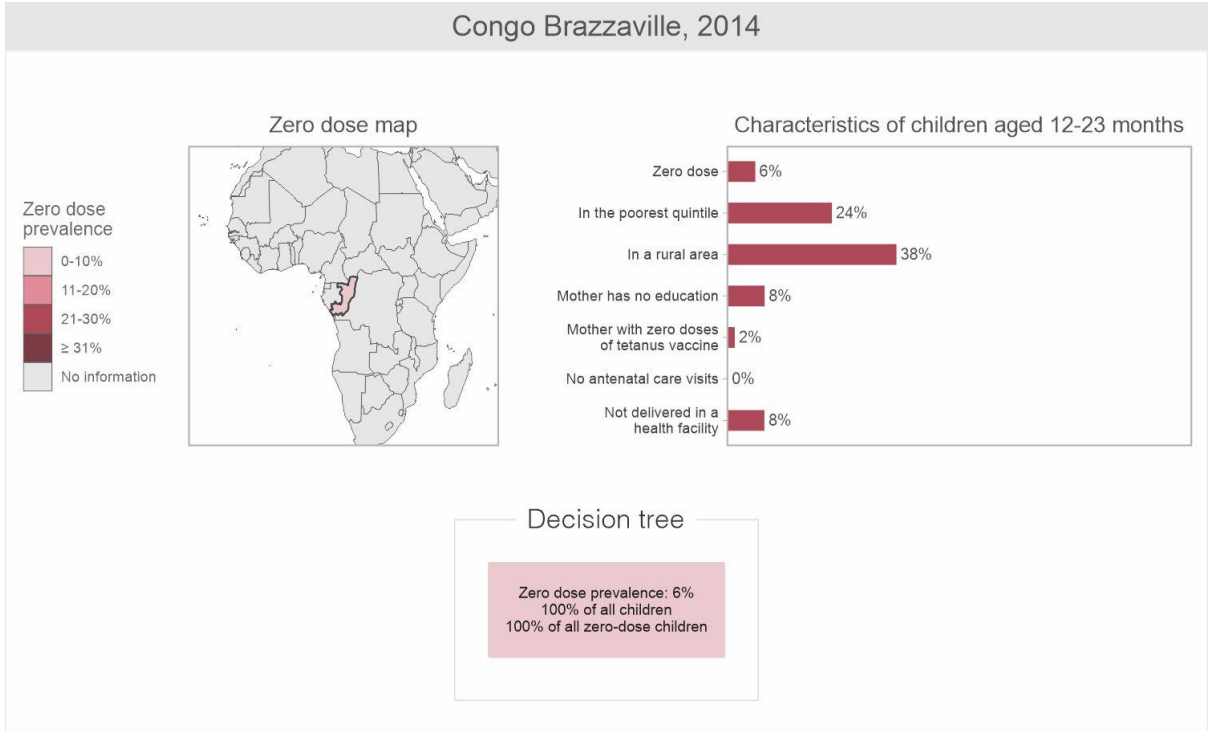 Congo Brazzaville, 2014
Zero dose map
Zero dose
prevalence
0-10%
11-20%
21-30%
≥ 31%
No information
Characteristics of children aged 12-23 months
Zero dose
6%
In the poorest quintile
24%
In a rural area
38%
Mother has no education
8%
Mother with zero doses
of tetanus vaccine
2%
No antenatal care visits
0%
Not delivered in a
health facility
8%
Decision tree
Zero dose prevalence: 6%
100% of all children
100% of all zero-dose children